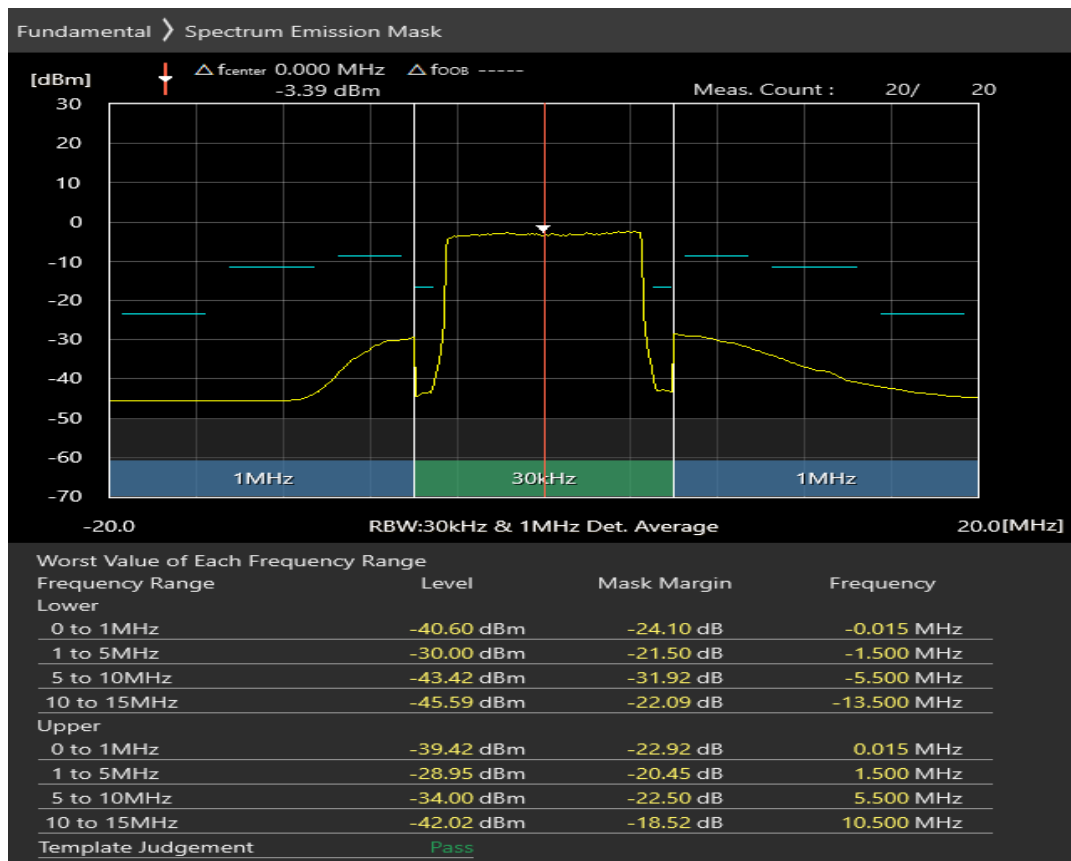 Fundamental ❯ Spectrum Emission Mask
[dBm] △ fcenter 0.000 MHz △ fOOB -----
-3.39 dBm Meas. Count : 20/ 20
30
20
10
0
-10
-20
-30
-40
-50
-60
-70
1MHz 30kHz 1MHz
-20.0 RBW:30kHz & 1MHz Det. Average 20.0[MHz]
Worst Value of Each Frequency Range
Frequency Range Level Mask Margin Frequency
Lower
0 to 1MHz -40.60 dBm -24.10 dB -0.015 MHz
1 to 5MHz -30.00 dBm -21.50 dB -1.500 MHz
5 to 10MHz -43.42 dBm -31.92 dB -5.500 MHz
10 to 15MHz -45.59 dBm -22.09 dB -13.500 MHz
Upper
0 to 1MHz -39.42 dBm -22.92 dB 0.015 MHz
1 to 5MHz -28.95 dBm -20.45 dB 1.500 MHz
5 to 10MHz -34.00 dBm -22.50 dB 5.500 MHz
10 to 15MHz -42.02 dBm -18.52 dB 10.500 MHz
Template Judgement Pass